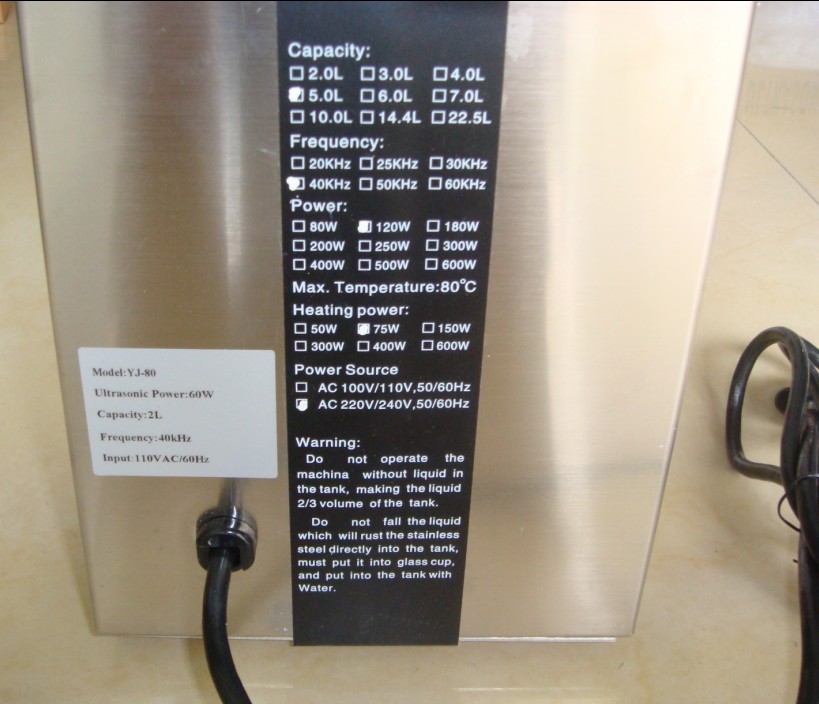 Capacity:
2.0L 3.0L 4.0L
5.0L 6.0L 7.0L
10.0L 14.4L 22.5L
Frequency:
20KHz 25KHz 30KHz
40KHz 50KHz 60KHz
Power:
80W 120W 180W
200W 250W 300W
400W 500W 600W
Max. Temperature:80°C
Heating power:
50W 75W 150W
300W 400W 600W
Power Source
AC 100V/110V,50/60Hz
AC 220V/240V,50/60Hz
Warning:
Do not operate the
machina without liquid in
the tank, making the liquid
2/3 volume of the tank.
Do not fall the liquid
which will rust the stainless
steel directly into the tank,
must put it into glass cup,
and put into the tank with
Water.
Model:YJ-80
Ultrasonic Power:60W
Capacity:2L
Frequency:40kHz
Input:110VAC/60Hz